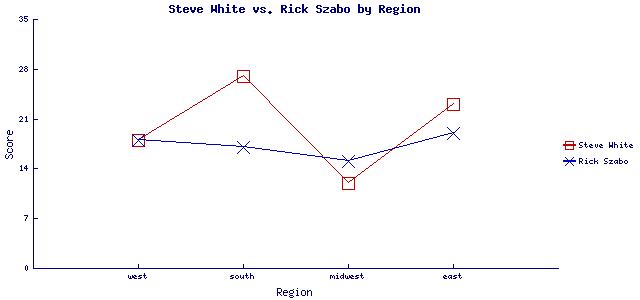 Steve White vs. Rick Szabo by Region
35
28
21
14
7
0
Score
west south midwest east
Region
Steve White
Rick Szabo